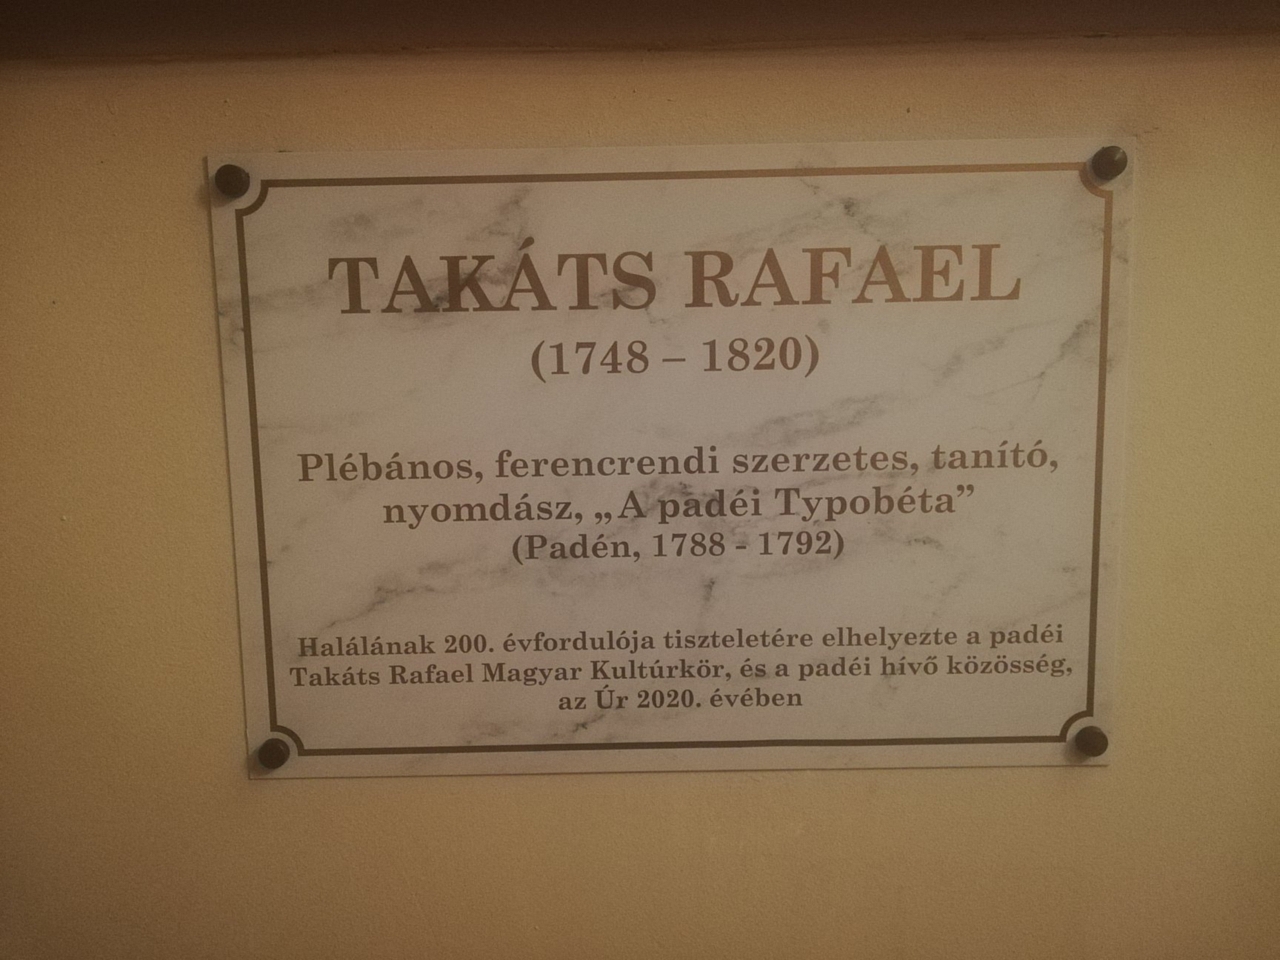 TAKÁTS RAFAEL
(1748 – 1820)
Plébános, ferencrendi szerzetes, tanító,
nyomdász, „A padéi Typobéta”
(Padén, 1788 - 1792)
Halálának 200. évfordulója tiszteletére elhelyezte a padéi
Takáts Rafael Magyar Kultúrkör, és a padéi hívő közösség,
az Úr 2020. évében